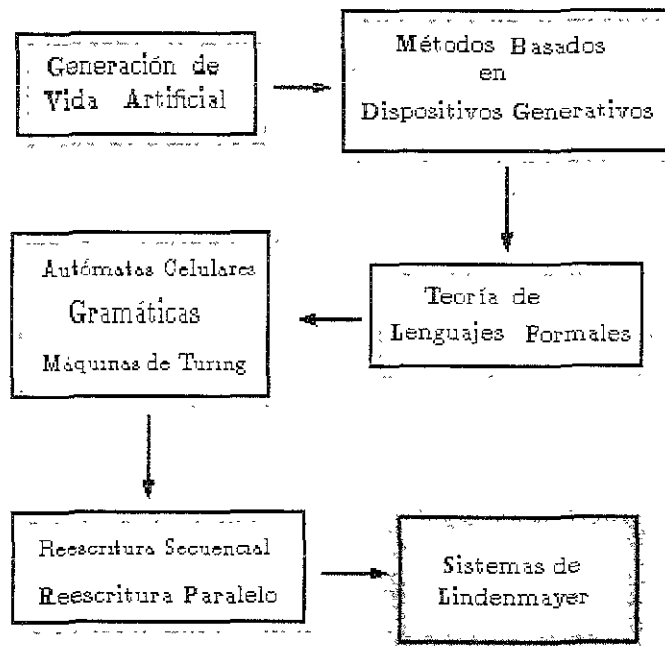 Generación de
Vida Artificial
Métodos Basados
en
Dispositivos Generativos
Teoría de
Lenguajes Formales
Autómatas Celulares
Gramáticas
Máquinas de Turing
Reescritura Secuencial
Reescritura Paralelo
Sistemas de
Lindenmayer